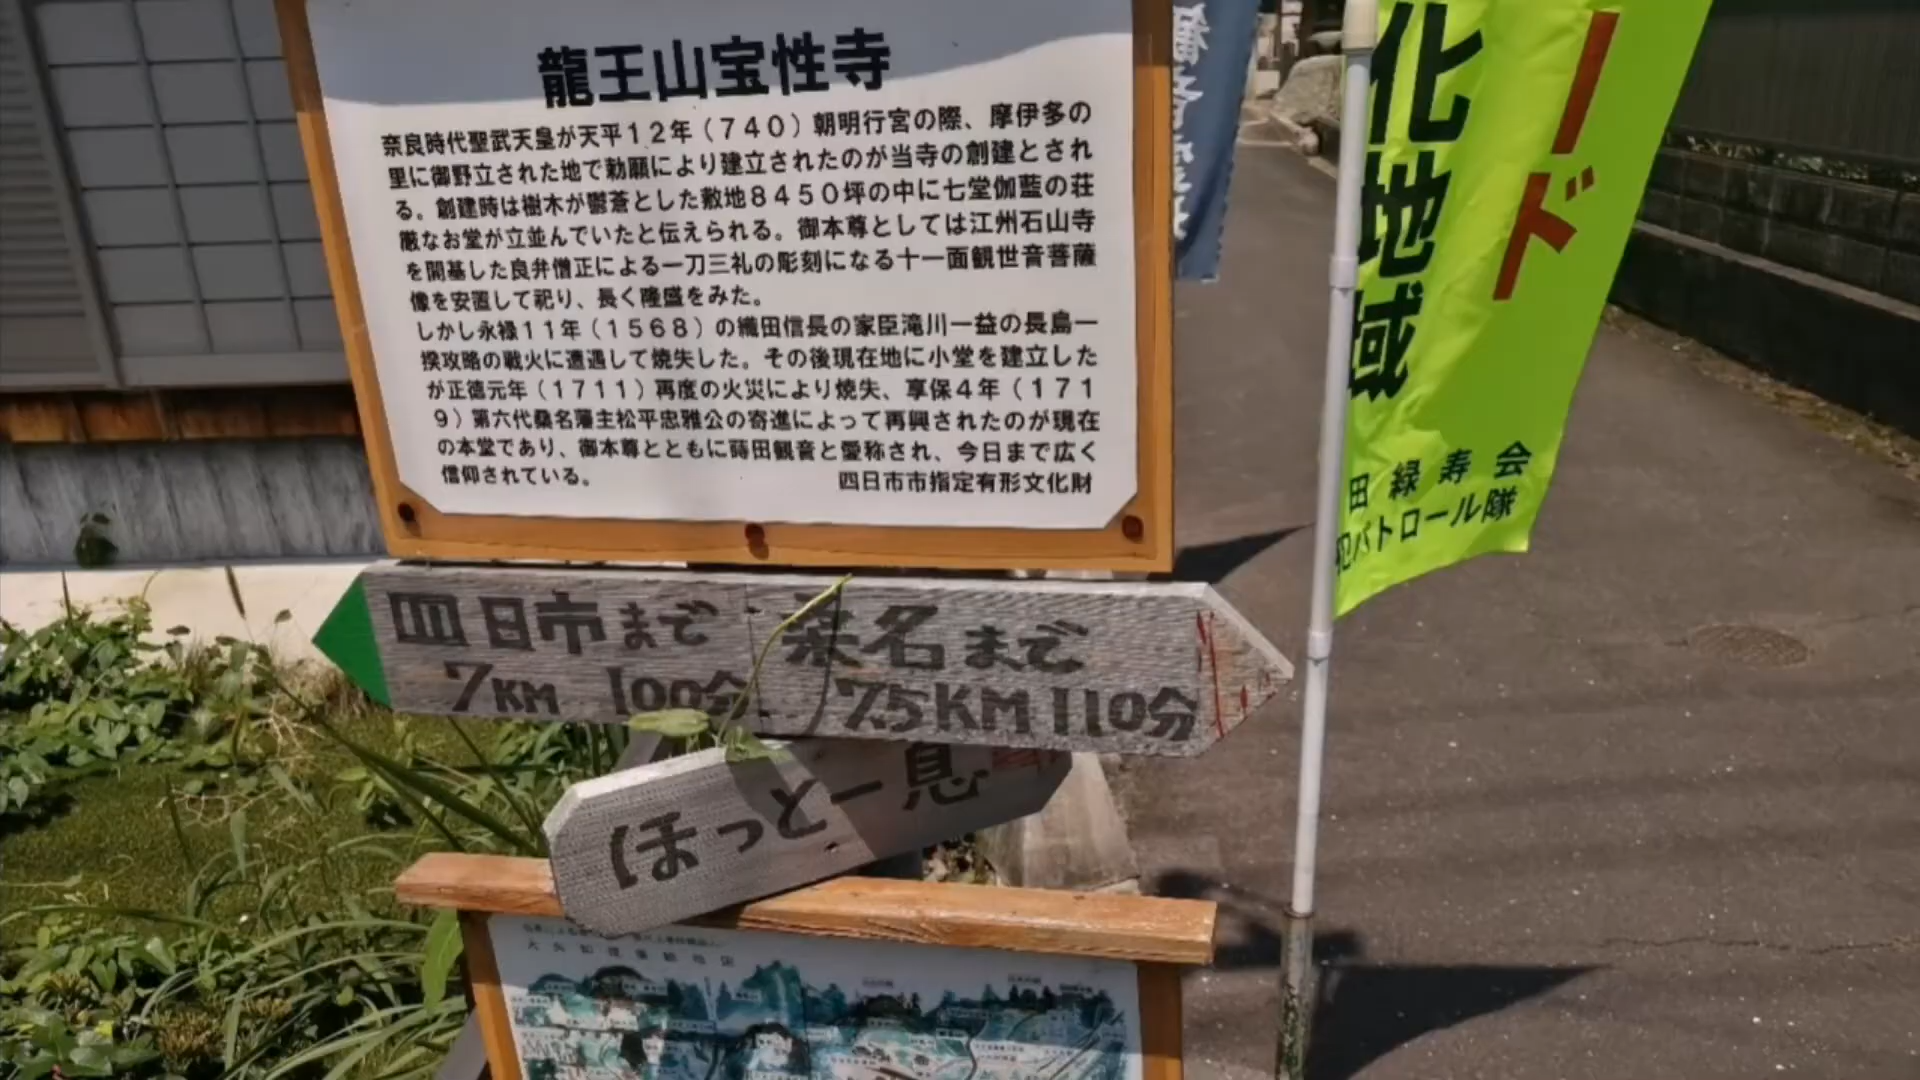 龍王山宝性寺
奈良時代聖武天皇が天平12年（740）朝明行宮の際、摩伊多の
里に御野立された地で勅願により建立されたのが当寺の創建とされ
る。創建時は樹木が鬱蒼とした敷地8450坪の中に七堂伽藍の荘
厳なお堂が立並んでいたと伝えられる。御本尊としては江州石山寺
を開基した良弁僧正による一刀三礼の彫刻になる十一面観世音菩薩
像を安置して祀り、長く隆盛をみた。
しかし永禄11年（1568）の織田信長の家臣滝川一益の長島一
揆攻略の戦火に遭遇して焼失した。その後現在地に小堂を建立した
が正徳元年（1711）再度の火災により焼失、享保4年（171
9）第六代桑名藩主松平忠雅公の寄進によって再興されたのが現在
の本堂であり、御本尊とともに蒔田観音と愛称され、今日まで広く
信仰されている。
四日市市指定有形文化財
四日市まで
7KM 100分
桑名まで
7.5KM 110分
ほっと一息
ード
化地域
田緑寿会
犯パトロール隊